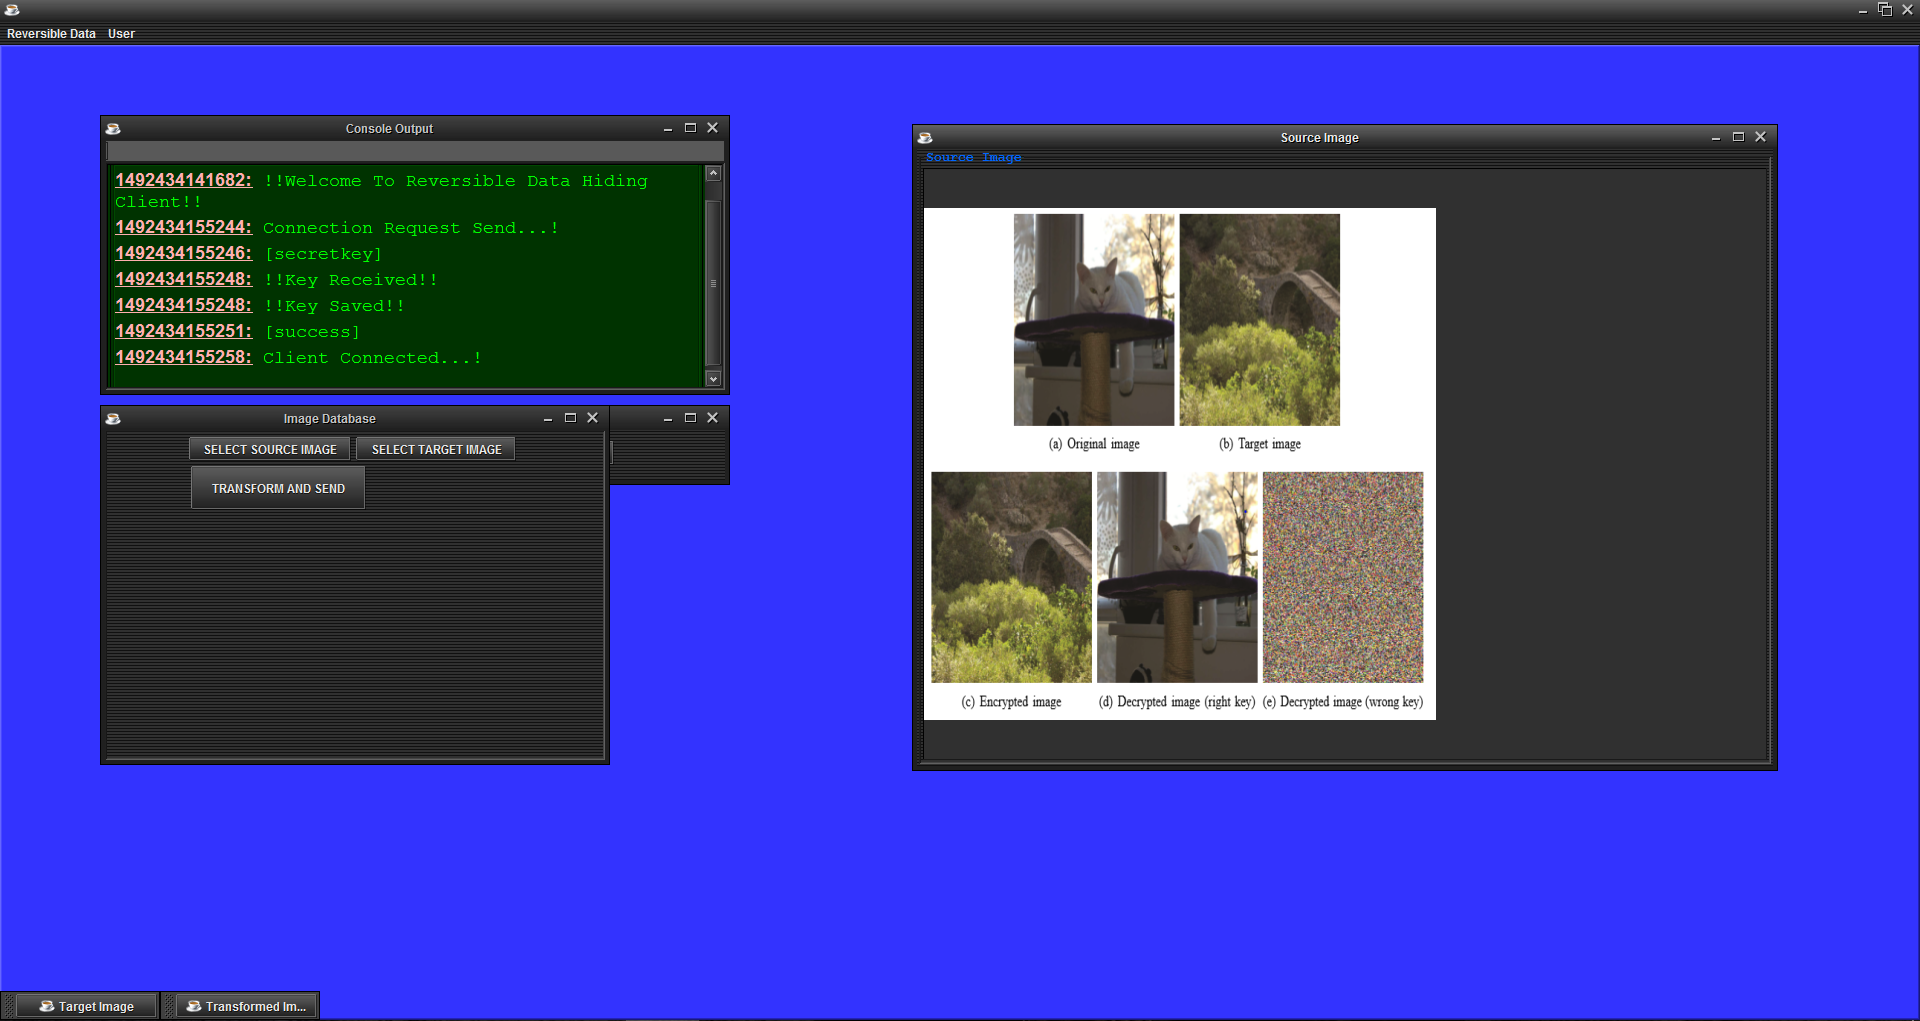 Reversible Data User
Console Output
1492434141682: !!Welcome To Reversible Data Hiding
Client!!
1492434155244: Connection Request Send...!
1492434155246: [secretkey]
1492434155248: !!Key Received!!
1492434155248: !!Key Saved!!
1492434155251: [success]
1492434155258: Client Connected...!
Image Database
SELECT SOURCE IMAGE SELECT TARGET IMAGE
TRANSFORM AND SEND
Source Image
Source Image
(a) Original image (b) Target image
(c) Encrypted image (d) Decrypted image (right key) (e) Decrypted image (wrong key)
Target Image Transformed Im...